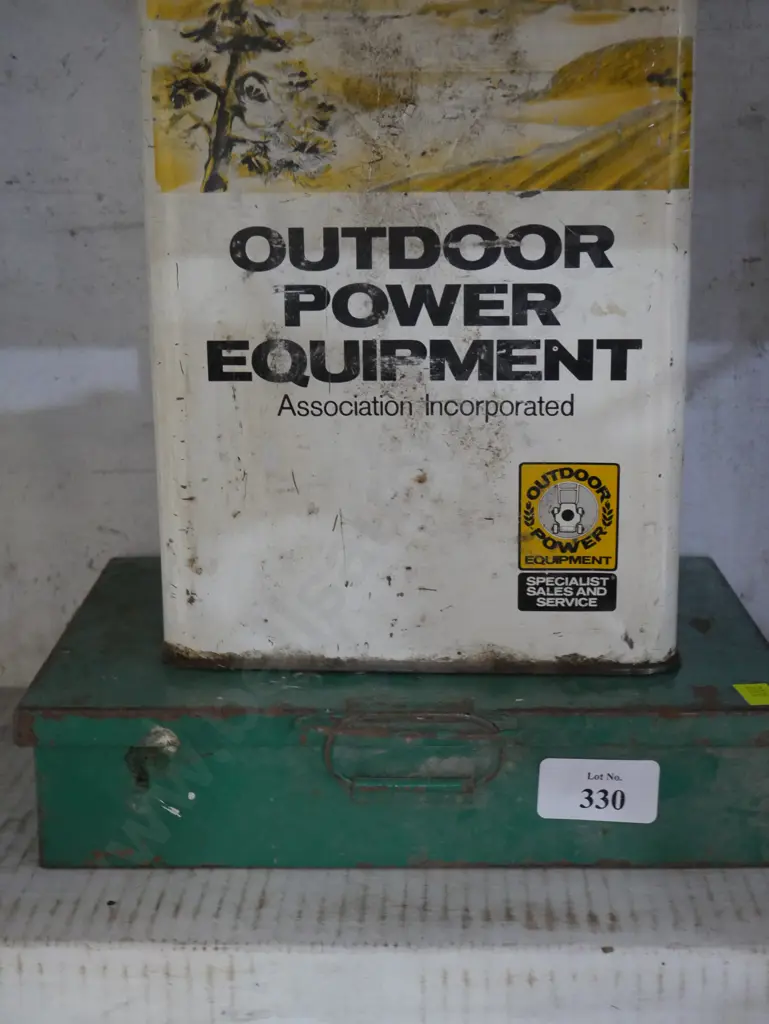 OUTDOOR
POWER
EQUIPMENT
Association Incorporated
OUTDOOR
POWER
EQUIPMENT
SPECIALIST
SALES AND
SERVICE
Lot No.
330